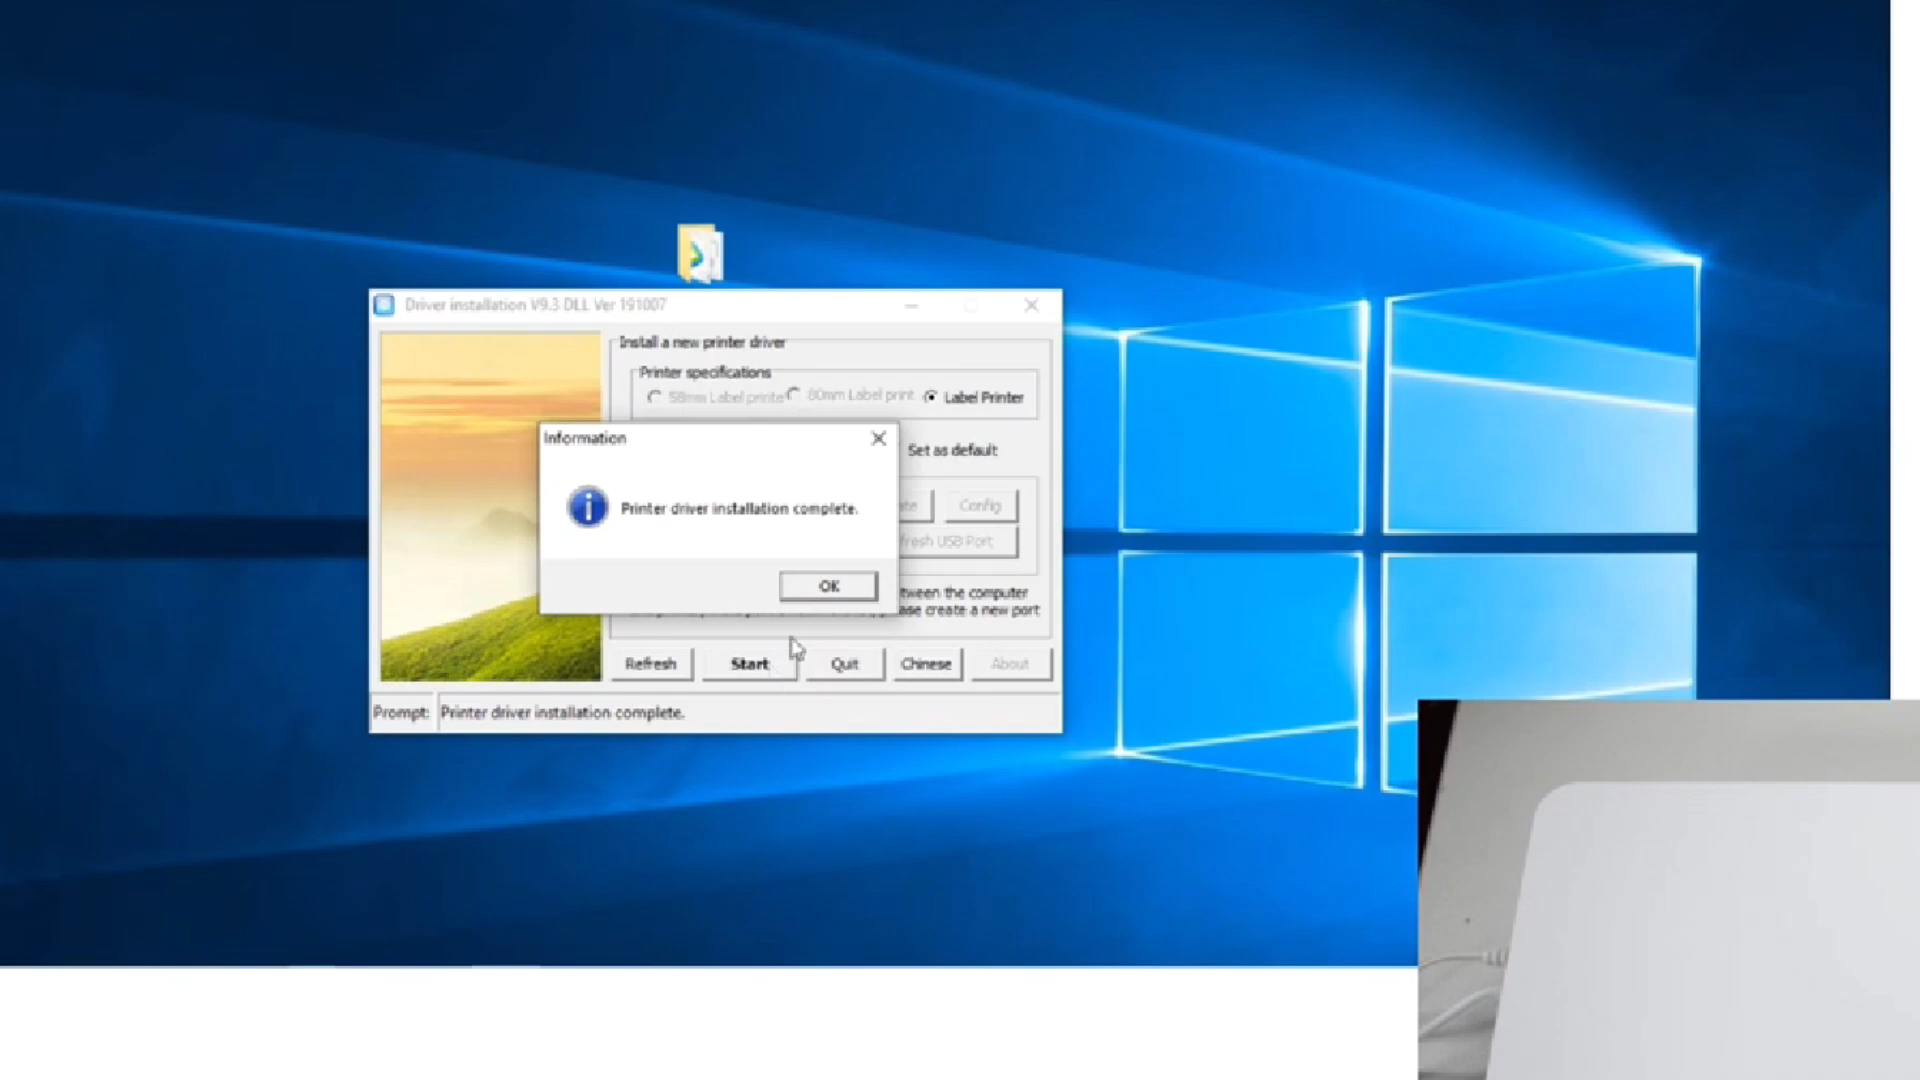 Driver installation V9.3 DLL Ver 191007
Install a new printer driver
Printer specifications
58mm Label printe 80mm Label print Label Printer
Information
Set as default
Printer driver installation complete.
Config
fresh USB Port
OK
tween the computer
ase create a new port
Refresh Start Quit Chinese About
Prompt: Printer driver installation complete.